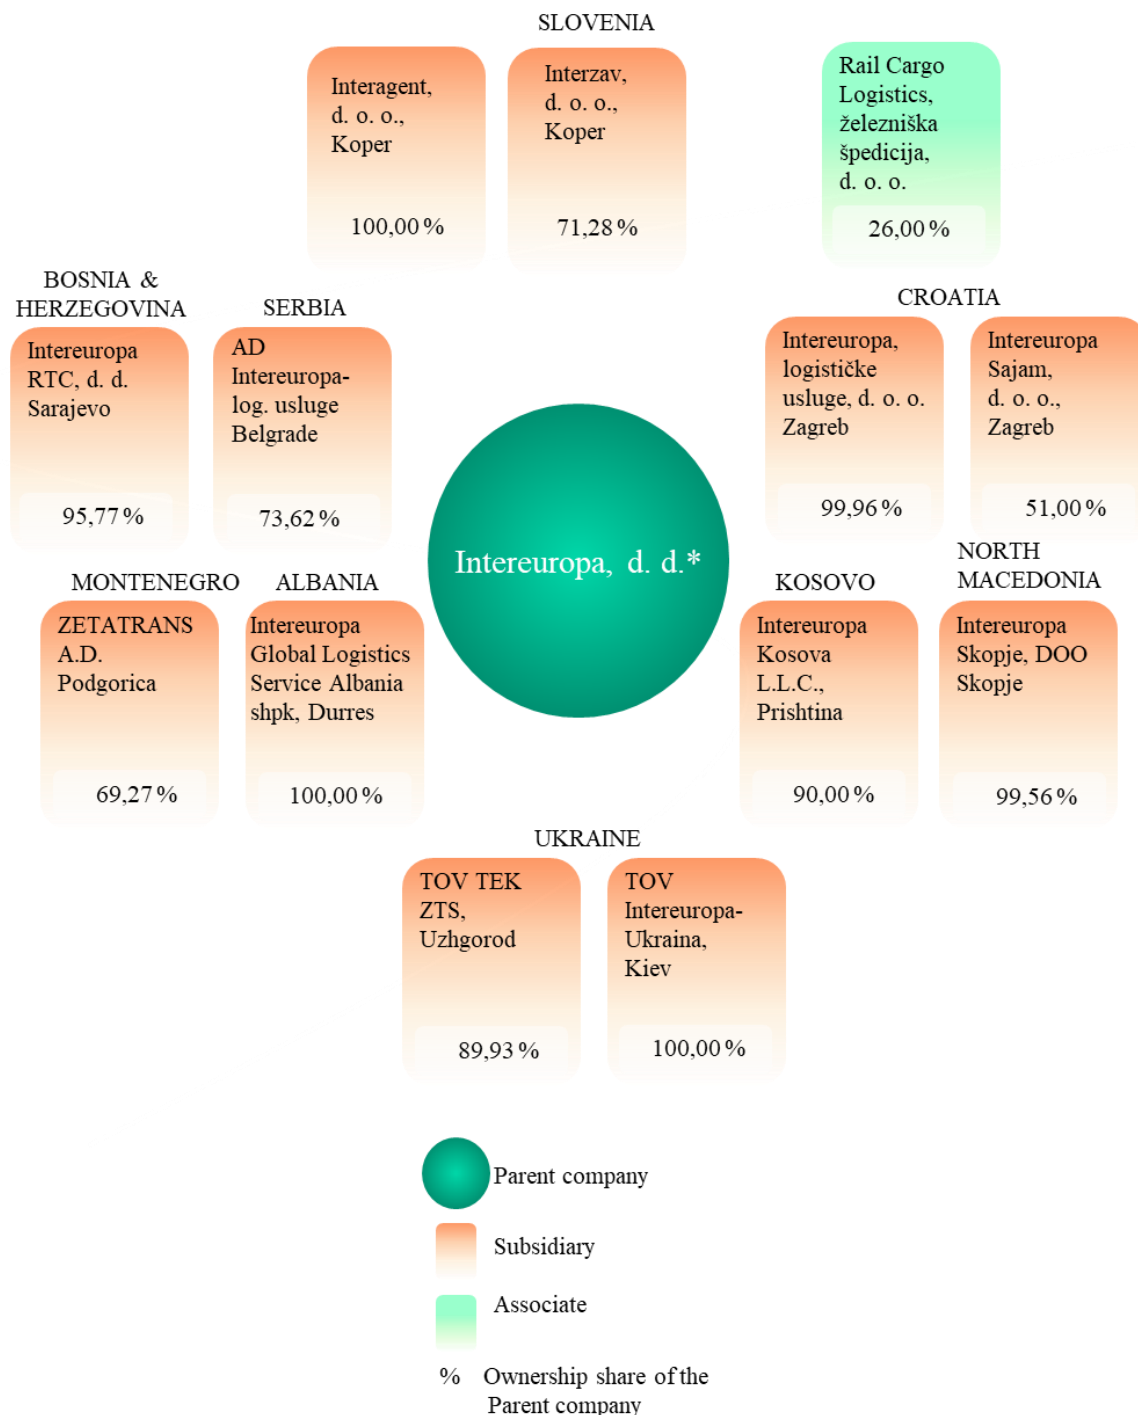 SLOVENIA
Interagent,
d. o. o.,
Koper
100,00 %
Interzav,
d. o. o.,
Koper
71,28 %
Rail Cargo
Logistics,
železniška
špedicija,
d. o. o.
26,00 %
BOSNIA &
HERZEGOVINA
Intereuropa
RTC, d. d.
Sarajevo
95,77 %
SERBIA
AD
Intereuropa-
log. usluge
Belgrade
73,62 %
CROATIA
Intereuropa,
logističke
usluge, d. o. o.
Zagreb
99,96 %
Intereuropa
Sajam,
d. o. o.,
Zagreb
51,00 %
Intereuropa, d. d.*
MONTENEGRO
ZETATRANS
A.D.
Podgorica
69,27 %
ALBANIA
Intereuropa
Global Logistics
Service Albania
shpk, Durres
100,00 %
KOSOVO
Intereuropa
Kosova
L.L.C.,
Prishtina
90,00 %
NORTH
MACEDONIA
Intereuropa
Skopje, DOO
Skopje
99,56 %
UKRAINE
TOV TEK
ZTS,
Uzhgorod
89,93 %
TOV
Intereuropa-
Ukraina,
Kiev
100,00 %
Parent company
Subsidiary
Associate
% Ownership share of the
Parent company